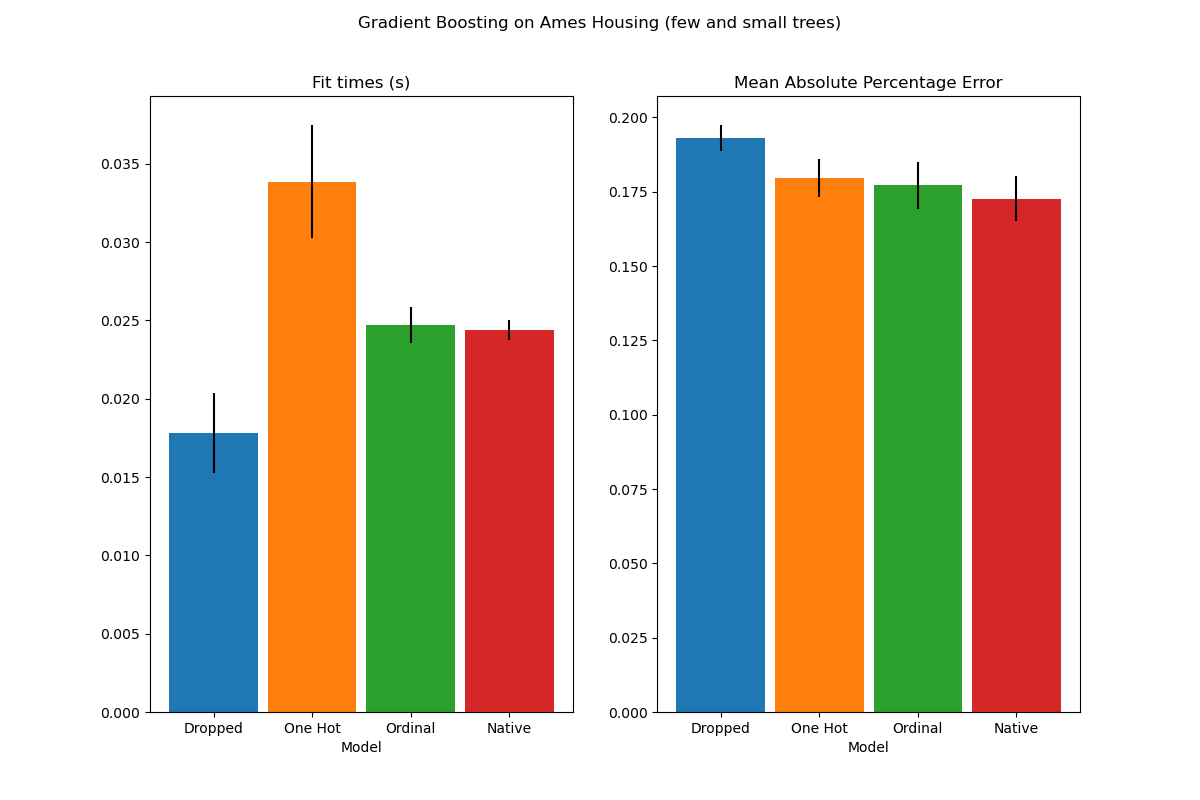 Gradient Boosting on Ames Housing (few and small trees)
Fit times (s)
0.035
0.030
0.025
0.020
0.015
0.010
0.005
0.000
Dropped One Hot Ordinal Native
Model
Mean Absolute Percentage Error
0.200
0.175
0.150
0.125
0.100
0.075
0.050
0.025
0.000
Dropped One Hot Ordinal Native
Model